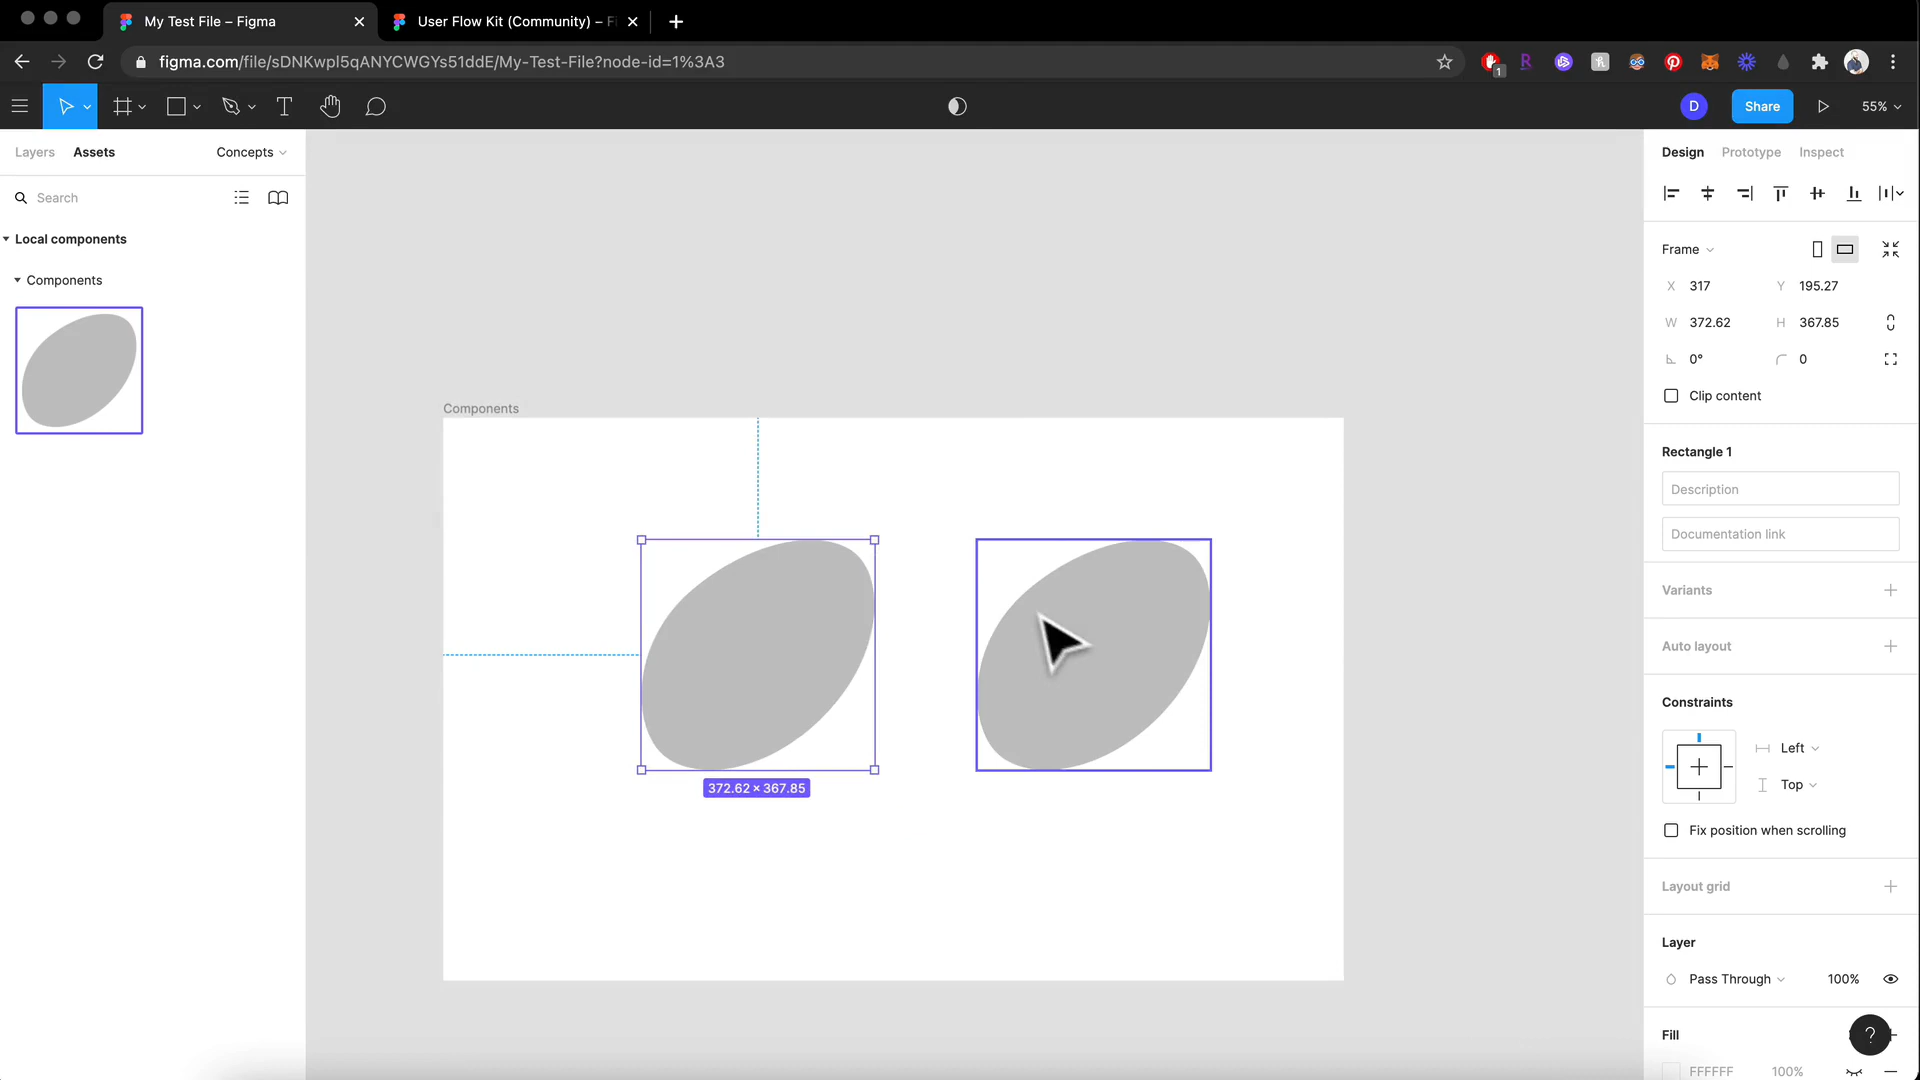 My Test File – Figma
User Flow Kit (Community) – Fi
figma.com/file/sDNKwpl5qANYCWGYs51ddE/My-Test-File?node-id=1%3A3
1
R
D
Share
55%
Layers
Assets
Concepts
Search
Local components
Components
Components
372.62 × 367.85
Design
Prototype
Inspect
Frame
X 317
Y 195.27
W 372.62
H 367.85
0°
0
Clip content
Rectangle 1
Description
Documentation link
Variants
Auto layout
Constraints
Left
Top
Fix position when scrolling
Layout grid
Layer
Pass Through
100%
Fill
?
FFFFFF
100%